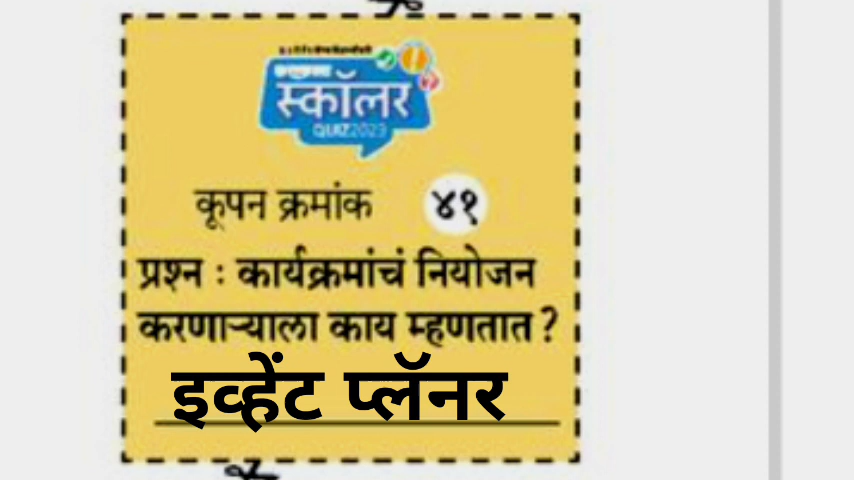 स्कॉलर
QUIZ2023
कूपन क्रमांक ४१
प्रश्न : कार्यक्रमांचं नियोजन
करणाऱ्याला काय म्हणतात ?
इव्हेंट प्लॅनर